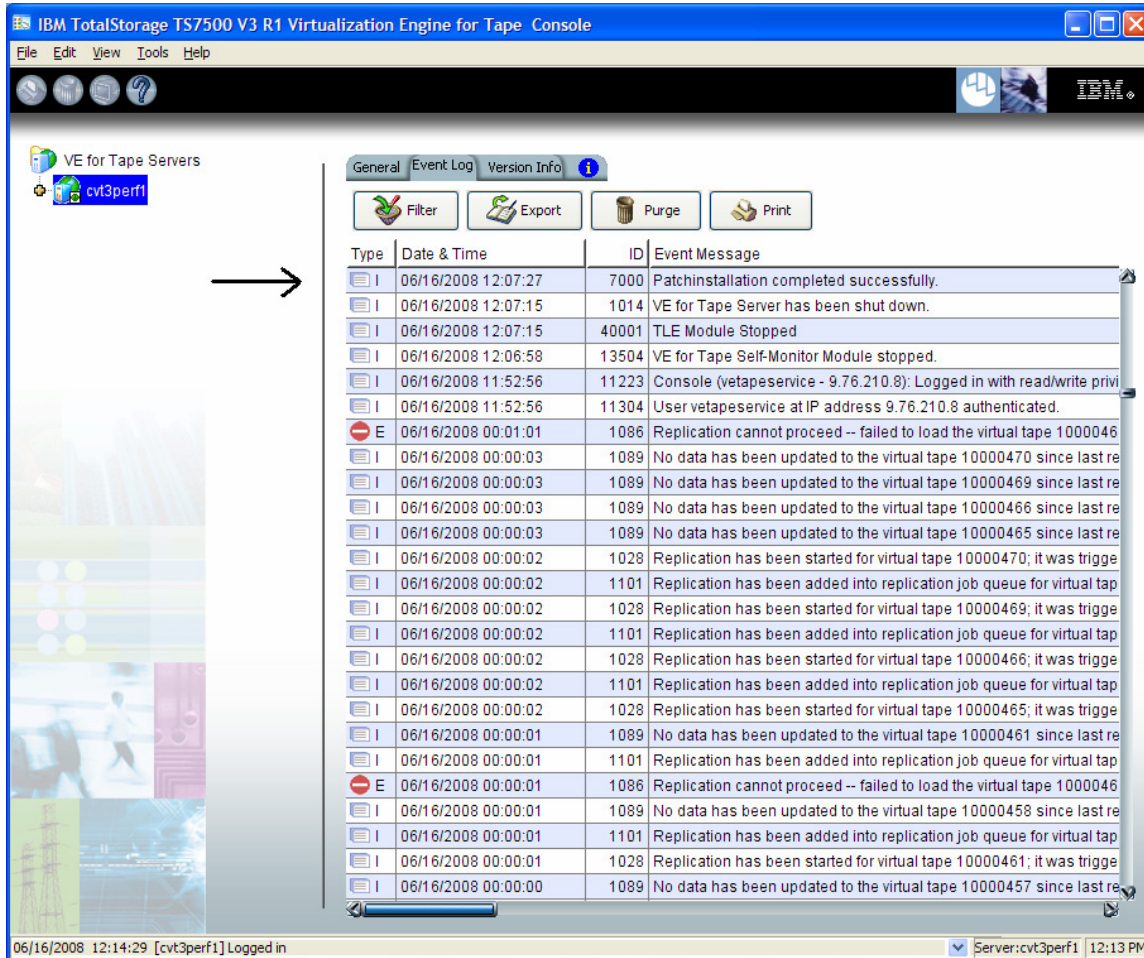 IBM TotalStorage TS7500 V3 R1 Virtualization Engine for Tape Console
File Edit View Tools Help
IBM
VE for Tape Servers
cvt3perf1
General Event Log Version Info
Filter Export Purge Print
Type Date & Time ID Event Message
I 06/16/2008 12:07:27 7000 Patchinstallation completed successfully.
I 06/16/2008 12:07:15 1014 VE for Tape Server has been shut down.
I 06/16/2008 12:07:15 40001 TLE Module Stopped
I 06/16/2008 12:06:58 13504 VE for Tape Self-Monitor Module stopped.
I 06/16/2008 11:52:56 11223 Console (vetapeservice - 9.76.210.8): Logged in with read/write privi
I 06/16/2008 11:52:56 11304 User vetapeservice at IP address 9.76.210.8 authenticated.
E 06/16/2008 00:01:01 1086 Replication cannot proceed -- failed to load the virtual tape 1000046
I 06/16/2008 00:00:03 1089 No data has been updated to the virtual tape 10000470 since last re
I 06/16/2008 00:00:03 1089 No data has been updated to the virtual tape 10000469 since last re
I 06/16/2008 00:00:03 1089 No data has been updated to the virtual tape 10000466 since last re
I 06/16/2008 00:00:03 1089 No data has been updated to the virtual tape 10000465 since last re
I 06/16/2008 00:00:02 1028 Replication has been started for virtual tape 10000470; it was trigge
I 06/16/2008 00:00:02 1101 Replication has been added into replication job queue for virtual tap
I 06/16/2008 00:00:02 1028 Replication has been started for virtual tape 10000469; it was trigge
I 06/16/2008 00:00:02 1101 Replication has been added into replication job queue for virtual tap
I 06/16/2008 00:00:02 1028 Replication has been started for virtual tape 10000466; it was trigge
I 06/16/2008 00:00:02 1101 Replication has been added into replication job queue for virtual tap
I 06/16/2008 00:00:02 1028 Replication has been started for virtual tape 10000465; it was trigge
I 06/16/2008 00:00:01 1089 No data has been updated to the virtual tape 10000461 since last re
I 06/16/2008 00:00:01 1101 Replication has been added into replication job queue for virtual tap
E 06/16/2008 00:00:01 1086 Replication cannot proceed -- failed to load the virtual tape 1000046
I 06/16/2008 00:00:01 1089 No data has been updated to the virtual tape 10000458 since last re
I 06/16/2008 00:00:01 1101 Replication has been added into replication job queue for virtual tap
I 06/16/2008 00:00:01 1028 Replication has been started for virtual tape 10000461; it was trigge
I 06/16/2008 00:00:00 1089 No data has been updated to the virtual tape 10000457 since last re
06/16/2008 12:14:29 [cvt3perf1] Logged in Server:cvt3perf1 12:13 PM